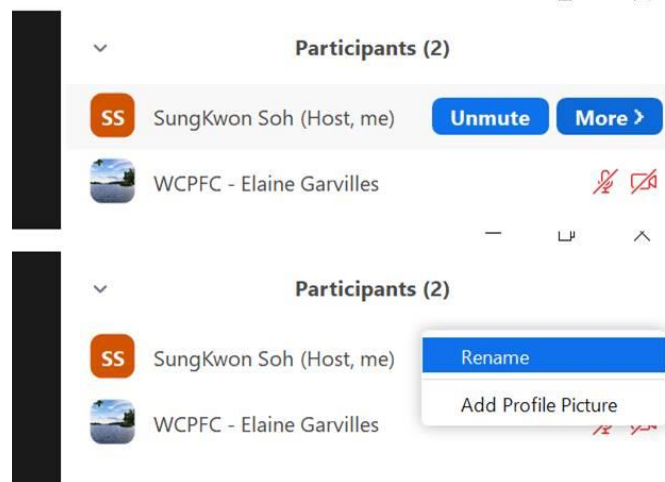 Participants (2)
SS SungKwon Soh (Host, me) Unmute More >
WCPFC - Elaine Garvilles
Participants (2)
SS SungKwon Soh (Host, me) Rename
Add Profile Picture
WCPFC - Elaine Garvilles